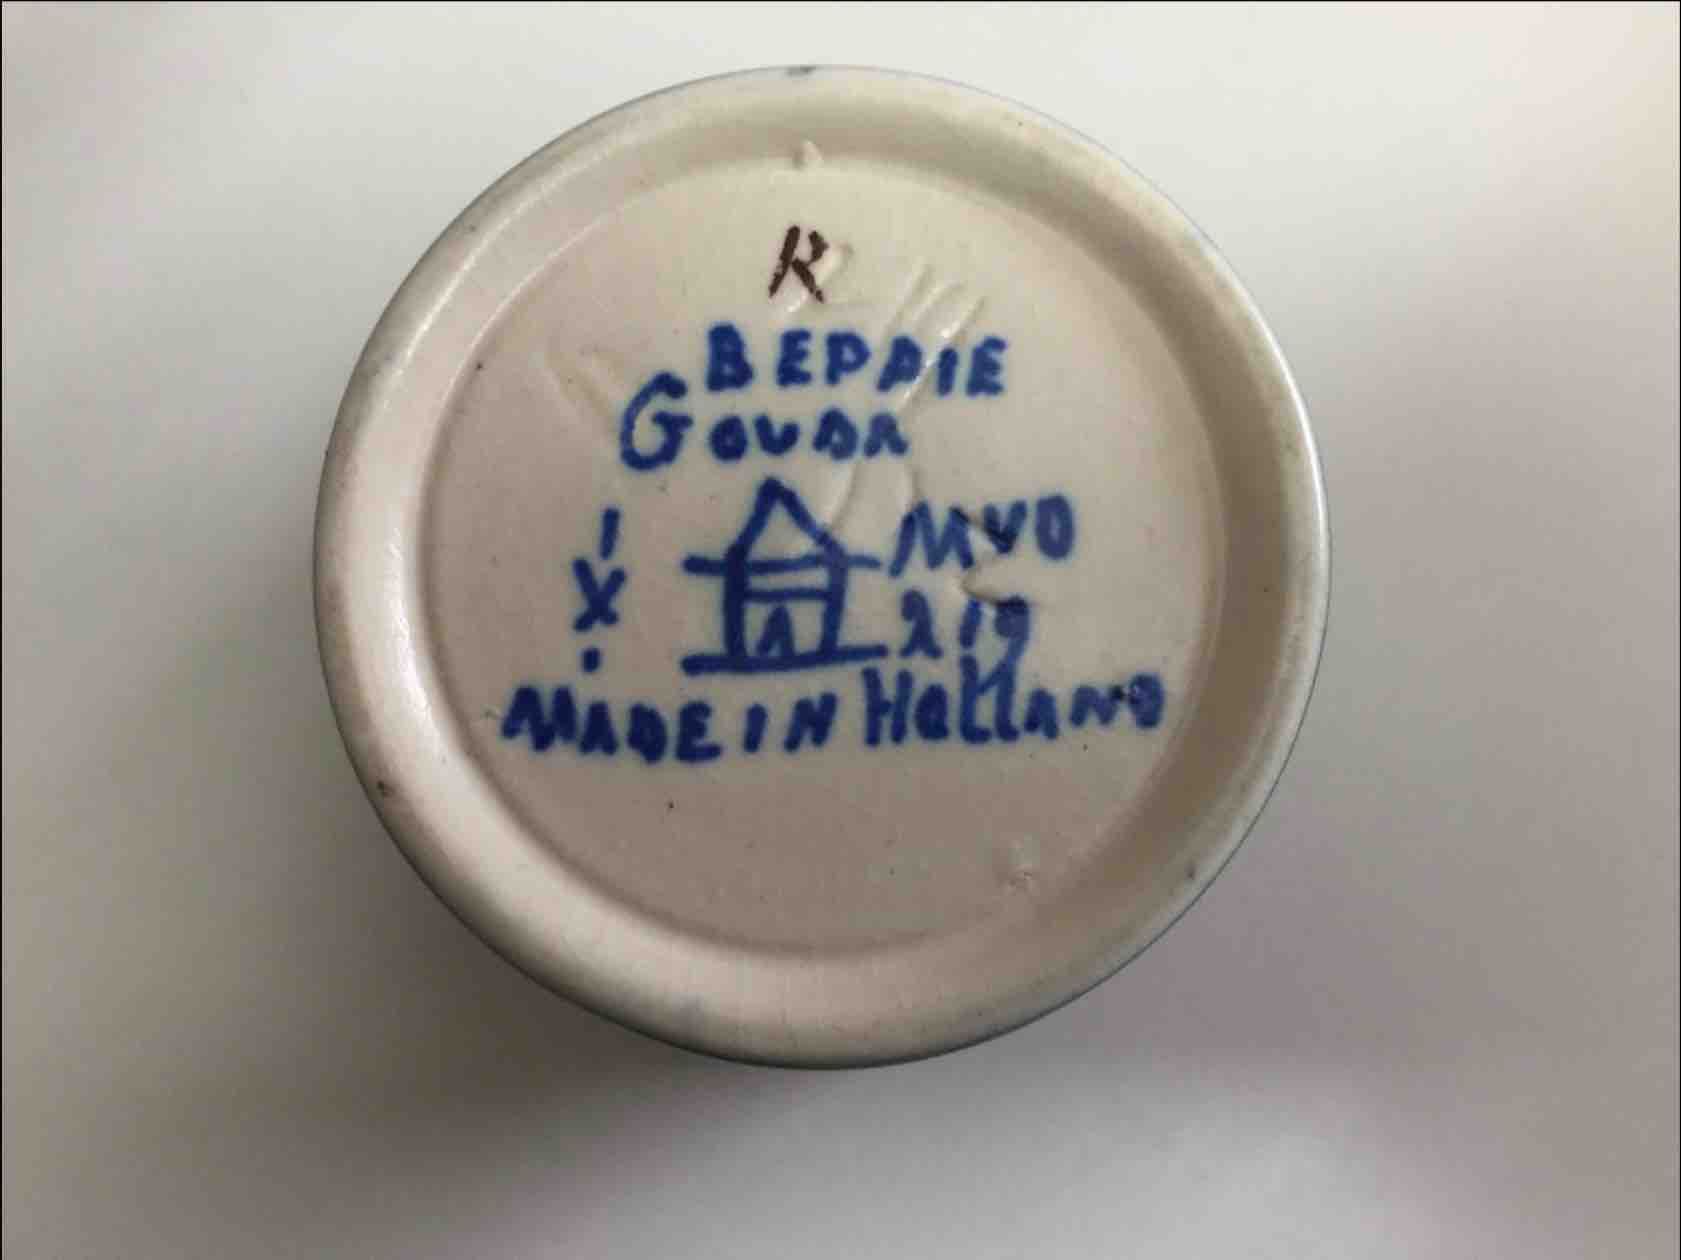 R
BEPPIE
GOUDA
MVO
X
219
MADE IN HOLLAND